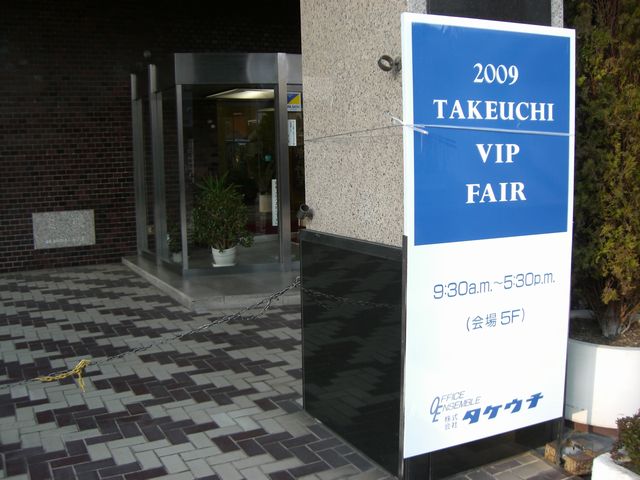 2009
TAKEUCHI
VIP
FAIR
9:30a.m.～5:30p.m.
(会場 5F)
OFFICE
ENSEMBLE
株式
会社
タケウチ